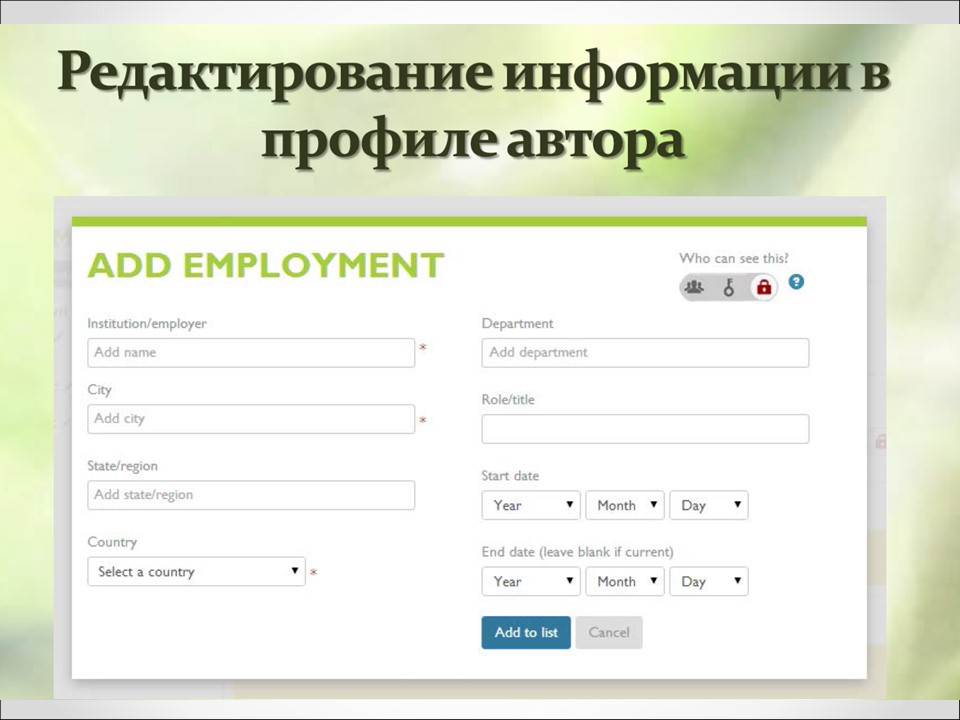 Редактирование информации в
профиле автора
ADD EMPLOYMENT
Who can see this?
?
Institution/employer
Add name
*
City
Add city
*
State/region
Add state/region
Country
Select a country
*
Department
Add department
Role/title
Start date
Year Month Day
End date (leave blank if current)
Year Month Day
Add to list Cancel